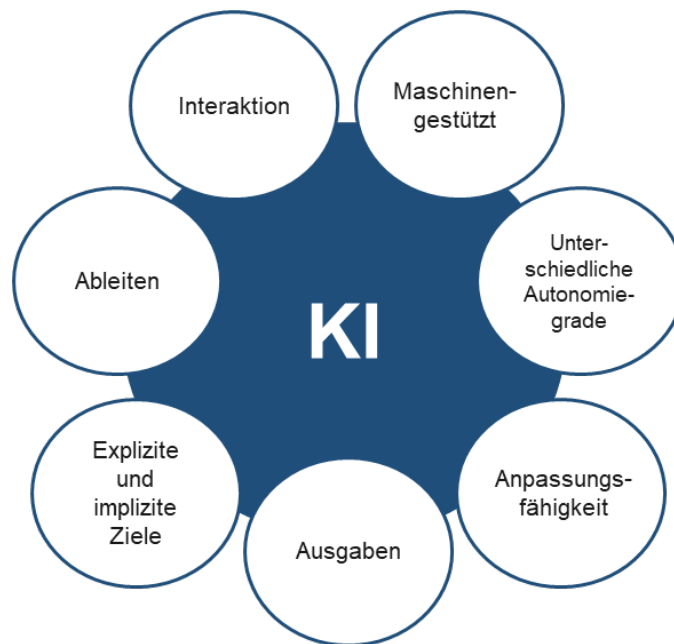 Interaktion
Maschinen-
gestützt
Ableiten
Unter-
schiedliche
Autonomie-
grade
KI
Explizite
und
implizite
Ziele
Anpassungs-
fähigkeit
Ausgaben